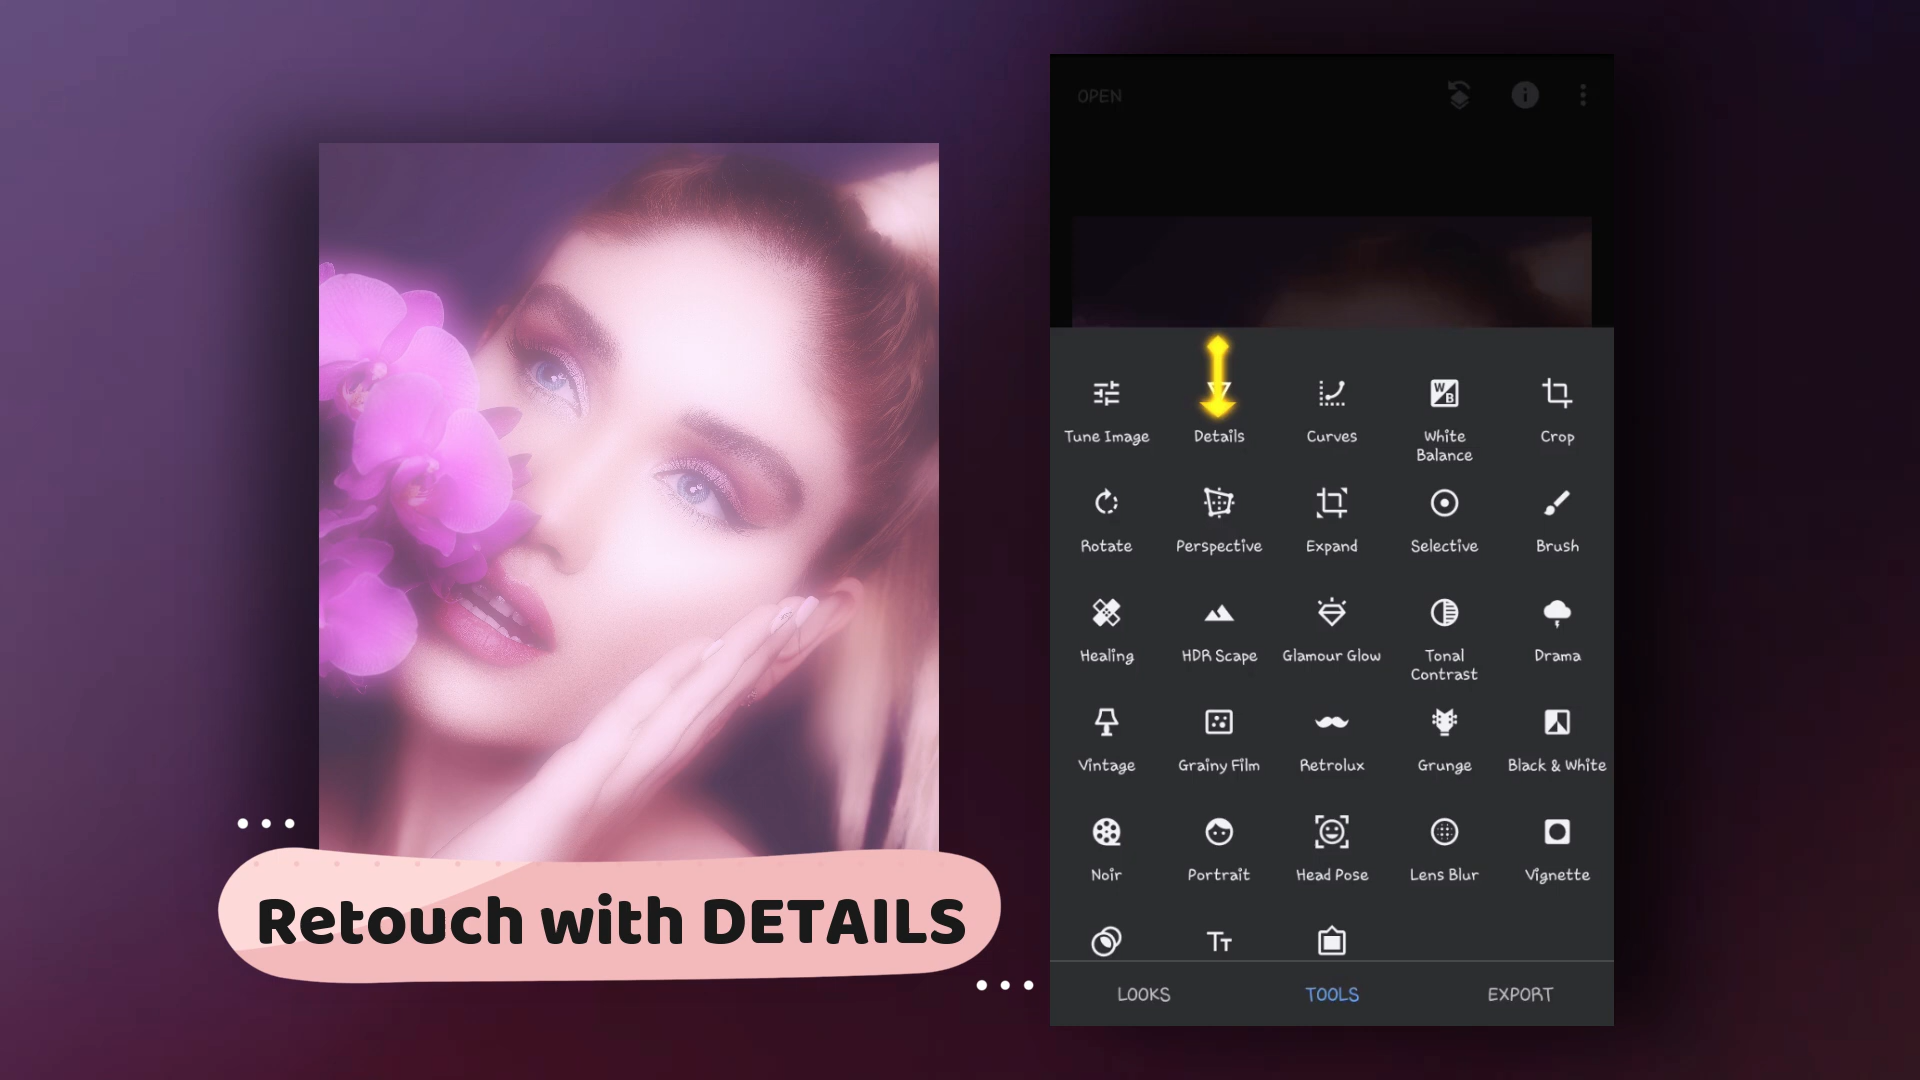 OPEN
Tune Image
Details
Curves
White
Balance
Crop
Rotate
Perspective
Expand
Selective
Brush
Healing
HDR Scape
Glamour Glow
Tonal
Contrast
Drama
Vintage
Grainy Film
Retrolux
Grunge
Black & White
Noir
Portrait
Head Pose
Lens Blur
Vignette
LOOKS
TOOLS
EXPORT
Retouch with DETAILS